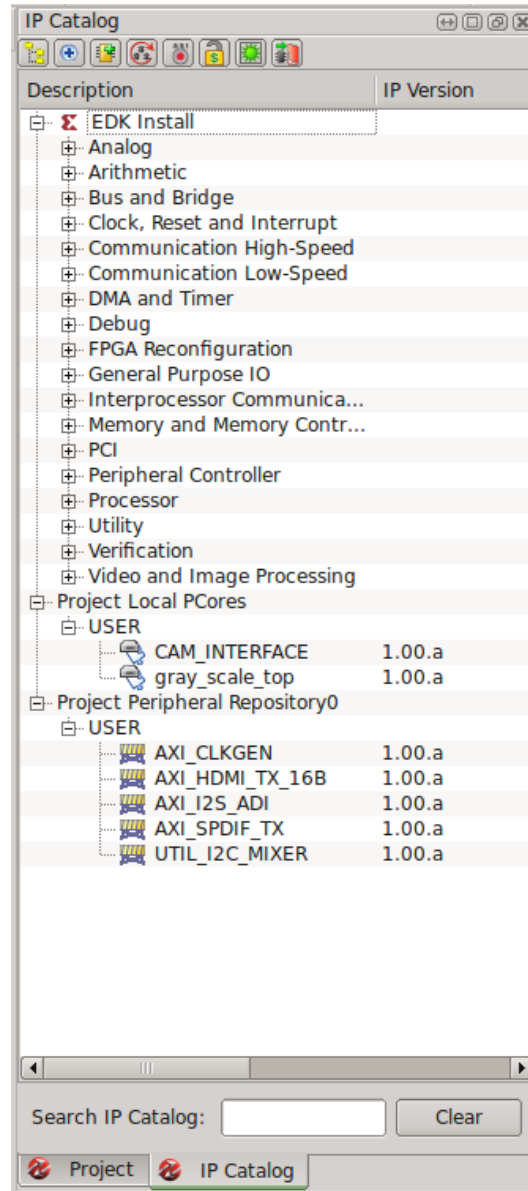 IP Catalog
Description IP Version
EDK Install
Analog
Arithmetic
Bus and Bridge
Clock, Reset and Interrupt
Communication High-Speed
Communication Low-Speed
DMA and Timer
Debug
FPGA Reconfiguration
General Purpose IO
Interprocessor Communica...
Memory and Memory Contr...
PCI
Peripheral Controller
Processor
Utility
Verification
Video and Image Processing
Project Local PCores
USER
CAM_INTERFACE 1.00.a
gray_scale_top 1.00.a
Project Peripheral Repository0
USER
AXI_CLKGEN 1.00.a
AXI_HDMI_TX_16B 1.00.a
AXI_I2S_ADI 1.00.a
AXI_SPDIF_TX 1.00.a
UTIL_I2C_MIXER 1.00.a
Search IP Catalog: Clear
Project IP Catalog